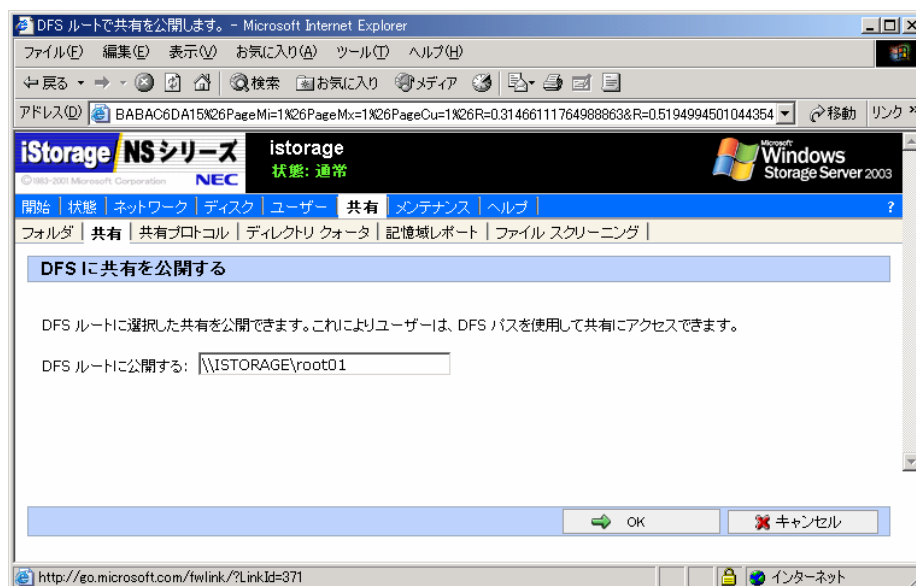 DFS ルートで共有を公開します。 - Microsoft Internet Explorer
ファイル(F) 編集(E) 表示(V) お気に入り(A) ツール(T) ヘルプ(H)
戻る 検索 お気に入り メディア
アドレス(D) BABAC6DA15%26PageMi=1%26PageMx=1%26PageCu=1%26R=0.31466111764988863&R=0.5194994501044354 移動 リンク
iStorage NSシリーズ istorage Microsoft Windows
状態: 通常 Storage Server 2003
©1983-2001 Microsoft Corporation NEC
開始 状態 ネットワーク ディスク ユーザー 共有 メンテナンス ヘルプ ?
フォルダ 共有 共有プロトコル ディレクトリ クォータ 記憶域レポート ファイル スクリーニング
DFS に共有を公開する
DFS ルートに選択した共有を公開できます。これによりユーザーは、DFS パスを使用して共有にアクセスできます。
DFS ルートに公開する: \\ISTORAGE\root01
OK キャンセル
http://go.microsoft.com/fwlink/?LinkId=371 インターネット